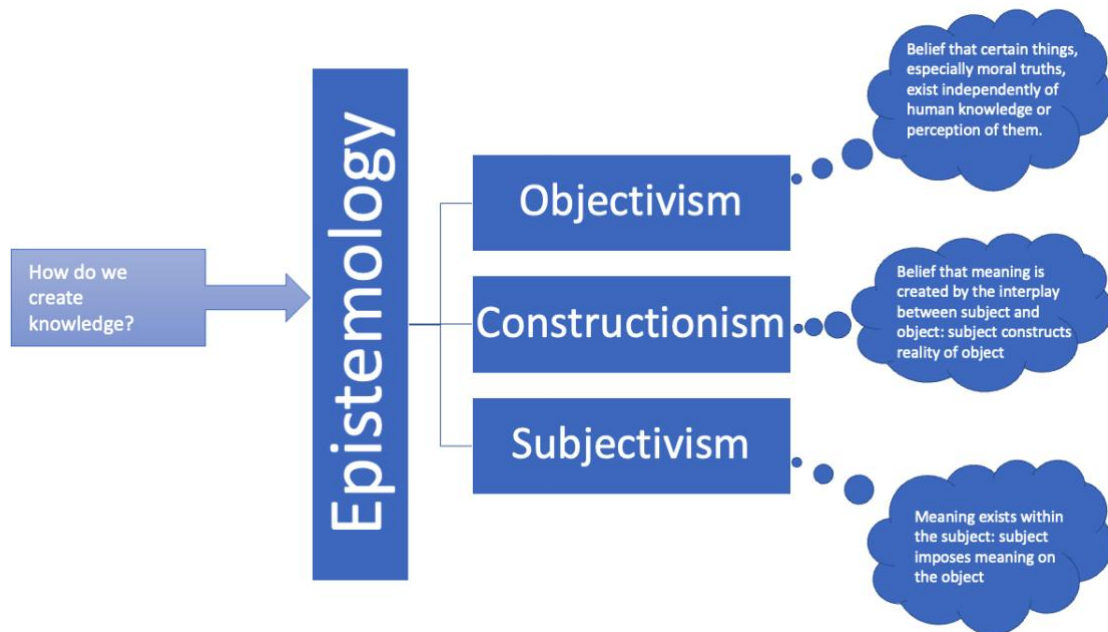 How do we
create
knowledge?
Epistemology
Objectivism
Constructionism
Subjectivism
Belief that certain things,
especially moral truths,
exist independently of
human knowledge or
perception of them.
Belief that meaning is
created by the interplay
between subject and
object: subject constructs
reality of object
Meaning exists within
the subject: subject
imposes meaning on
the object